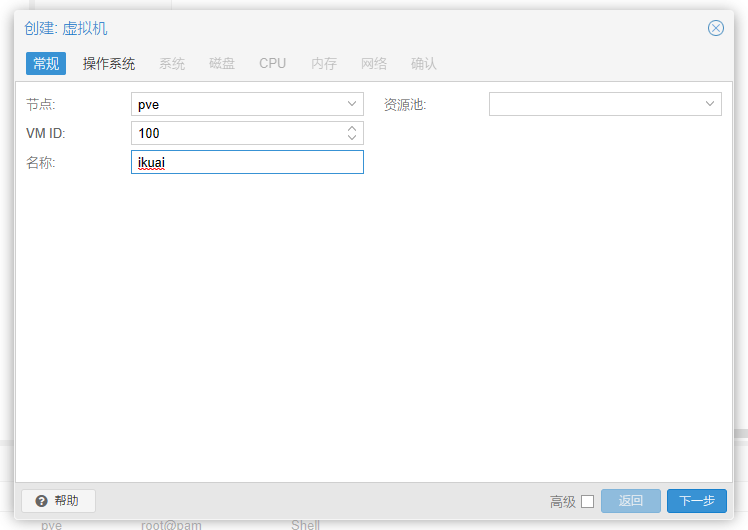 创建: 虚拟机
常规 操作系统 系统 磁盘 CPU 内存 网络 确认
节点: pve 资源池:
VM ID: 100
名称: ikuai
帮助 高级 返回 下一步
pve root@pam Shell